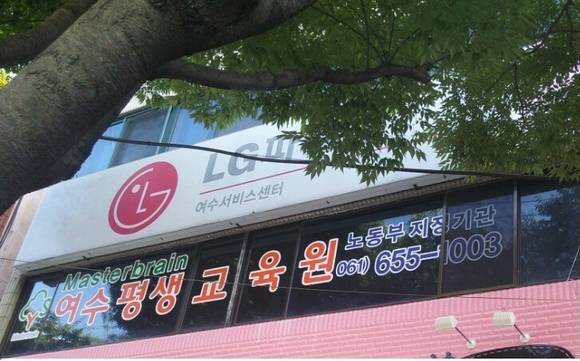 LG
여수서비스센터
Masterbrain
여수평생교육원
노동부 지정기관
(061) 655-1003